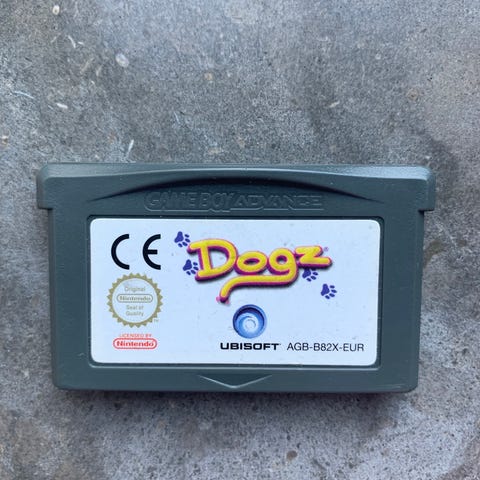 GAME BOY ADVANCE
CE
Dogz
Original
Nintendo
Seal of
Quality
LICENSED BY
Nintendo
UBISOFT AGB-B82X-EUR